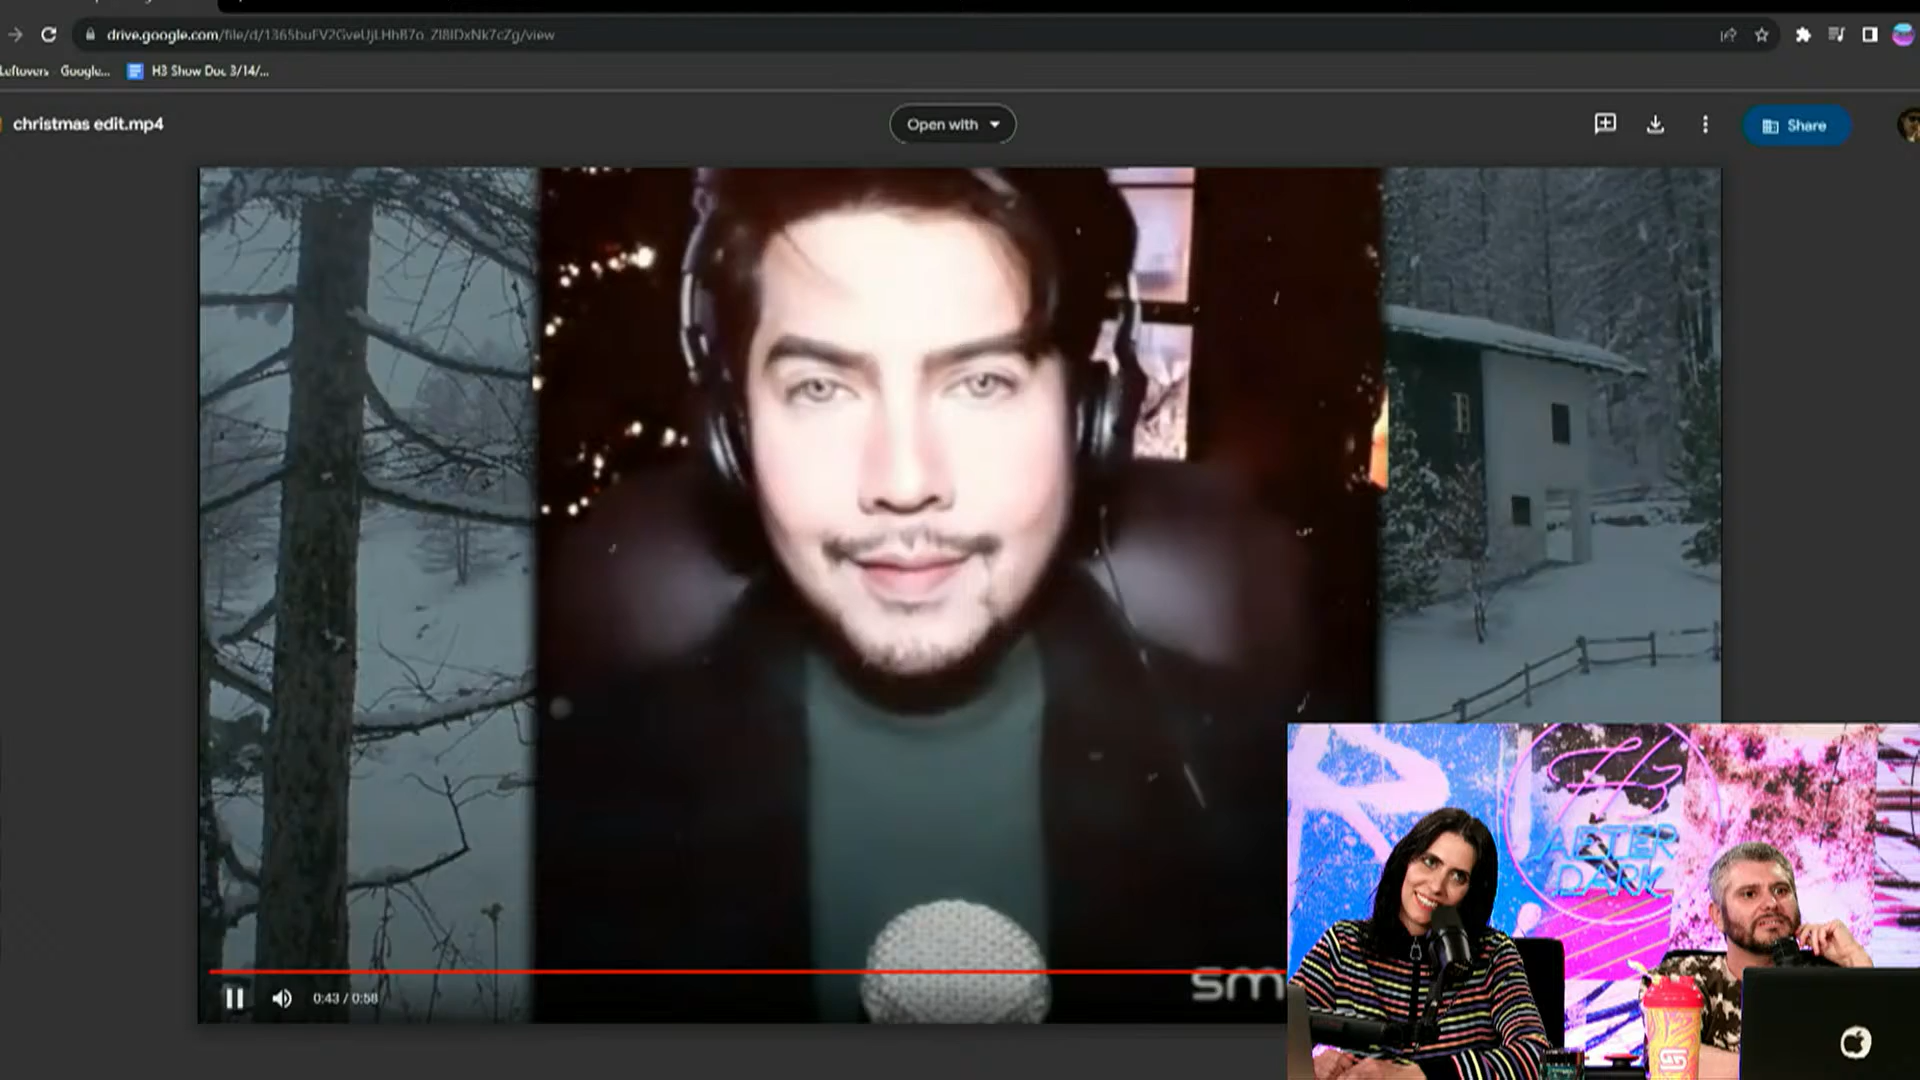 drive.google.com/file/d/1365buFV2GveUjLHhB7o_Zl8IDxNk7cZg/view
Leftovers - Google...
H3 Show Doc 3/14/...
christmas edit.mp4
Open with
Share
H3
AFTER
DARK
sm
0:43 / 0:58